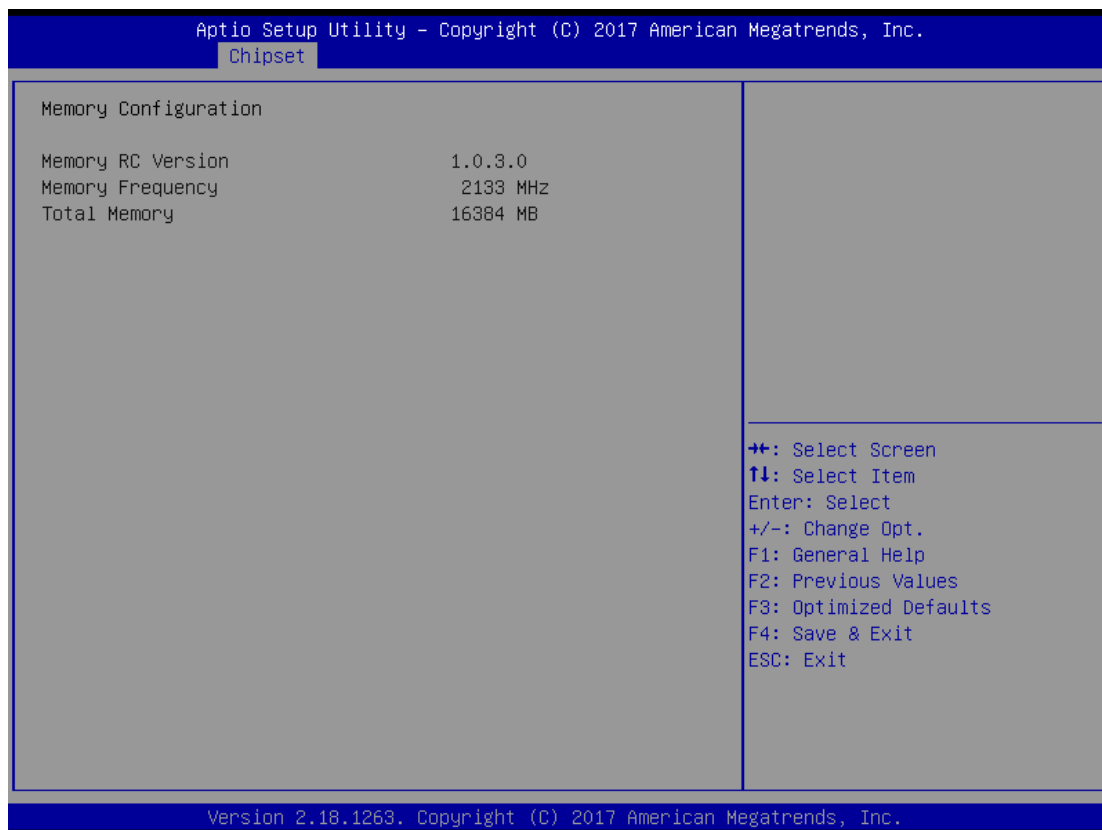 Aptio Setup Utility – Copyright (C) 2017 American Megatrends, Inc.
Chipset
Memory Configuration
Memory RC Version 1.0.3.0
Memory Frequency 2133 MHz
Total Memory 16384 MB
→←: Select Screen
↑↓: Select Item
Enter: Select
+/-: Change Opt.
F1: General Help
F2: Previous Values
F3: Optimized Defaults
F4: Save & Exit
ESC: Exit
Version 2.18.1263. Copyright (C) 2017 American Megatrends, Inc.